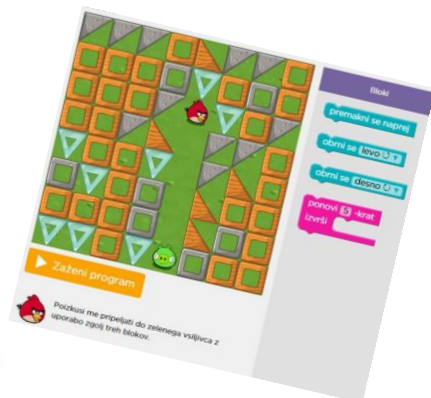 Bloki
premakni se naprej
obrni se levo
obrni se desno
ponovi 5 -krat
izvrši
Zaženi program
Poizkusi me pripeljati do zelenega vsiljivca z
uporabo zgolj treh blokov.